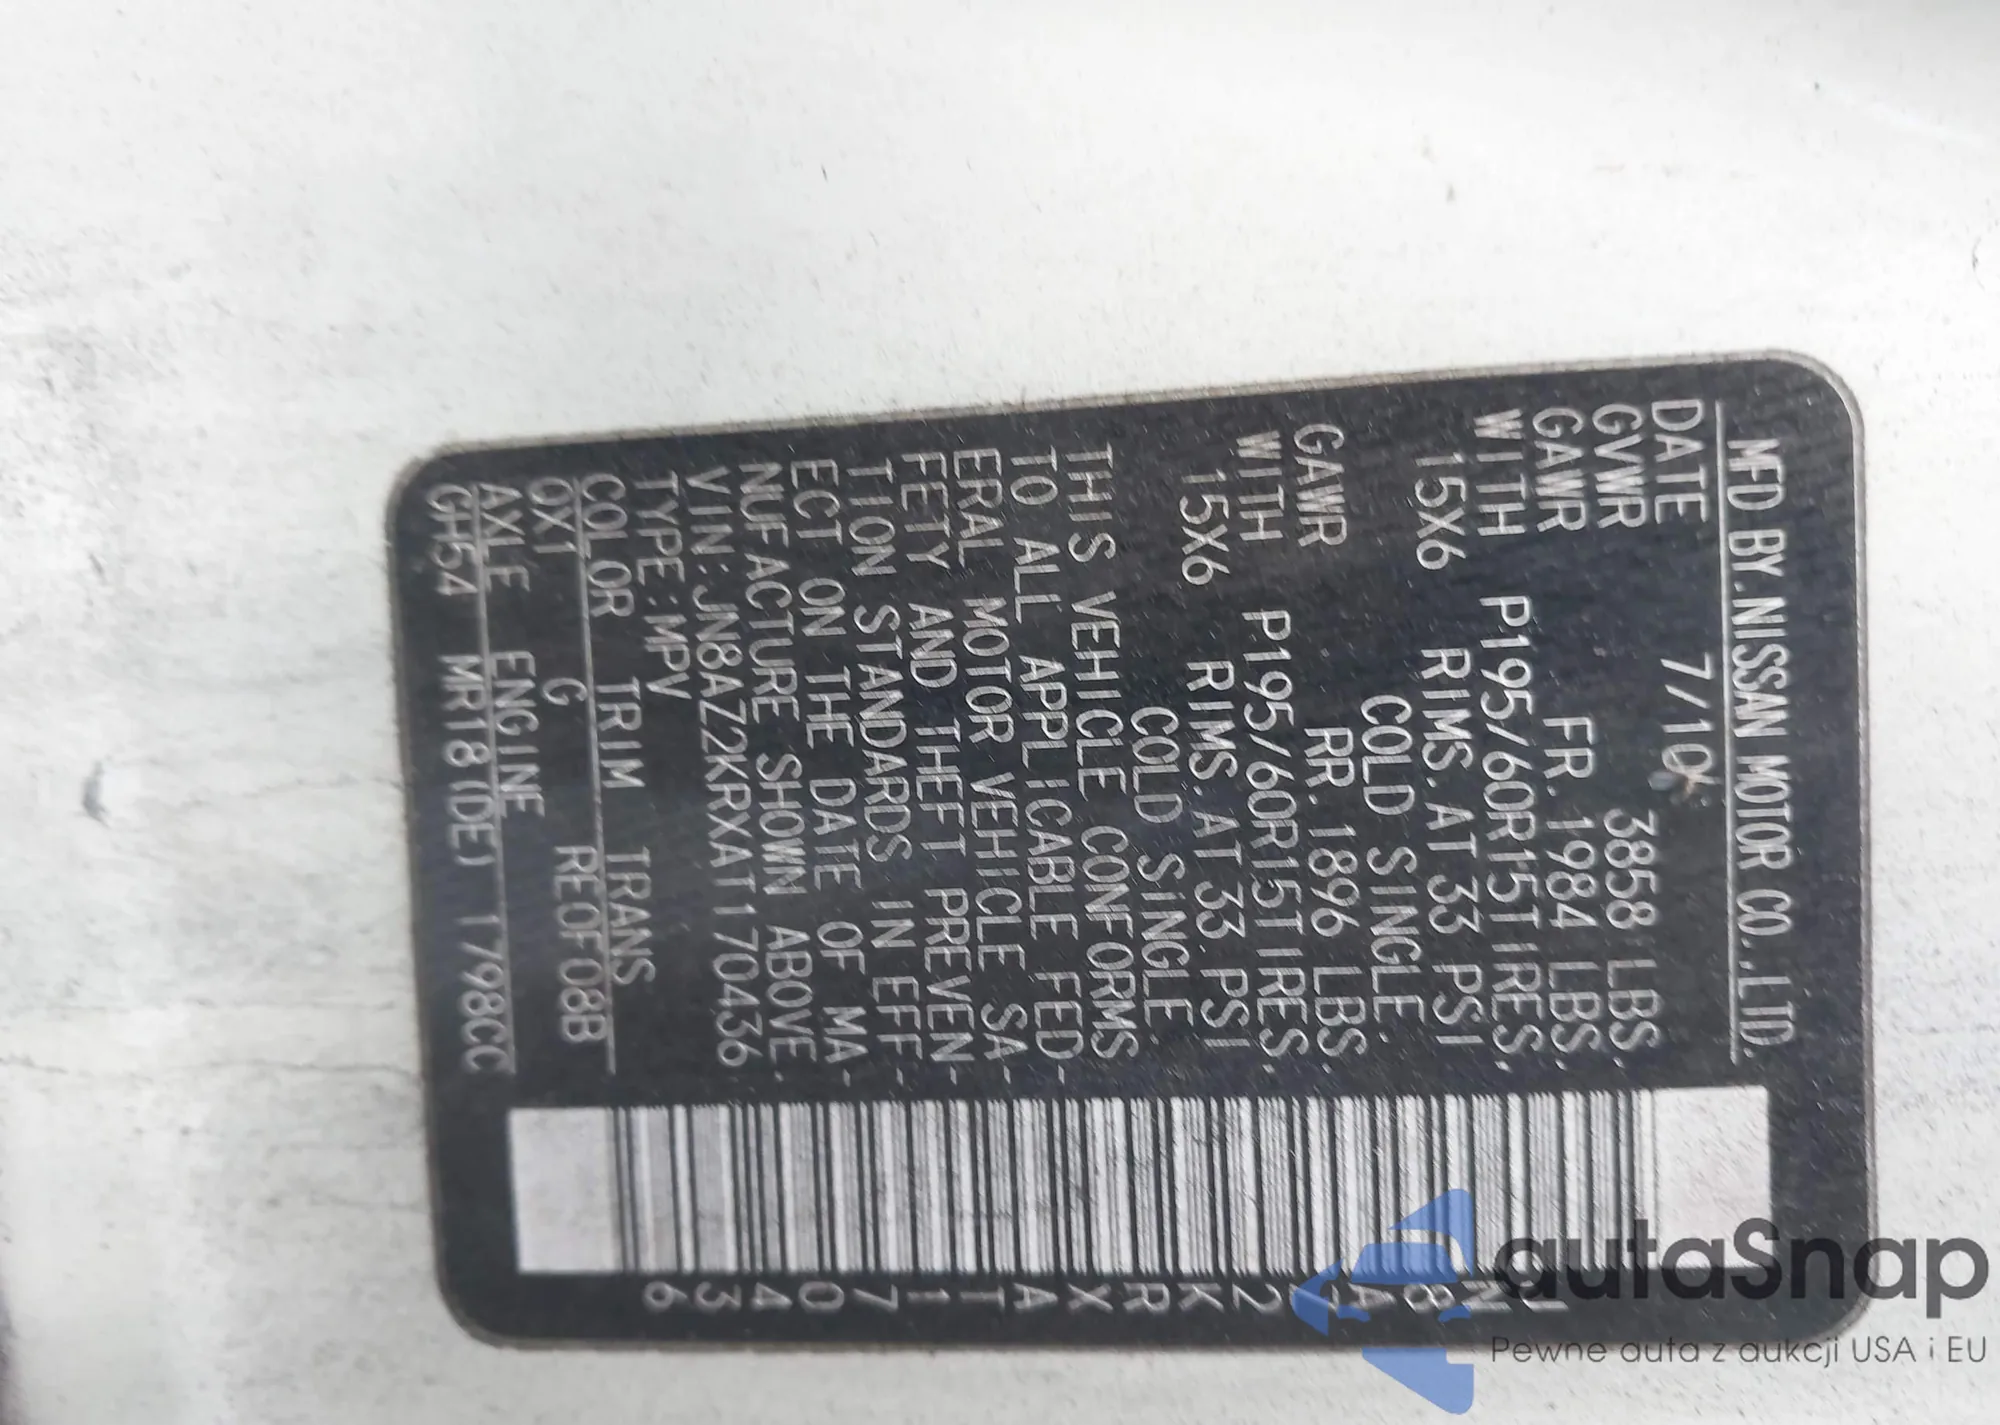 MFD BY.NISSAN MOTOR CO.,LTD.
DATE 7/10
GVWR 3858 LBS.
GAWR FR. 1984 LBS.
WITH P195/60R15TIRES,
15X6 RIMS.AT 33 PSI
COLD SINGLE.
GAWR RR. 1896 LBS.
WITH P195/60R15TIRES,
15X6 RIMS.AT 33 PSI
COLD SINGLE.
THIS VEHICLE CONFORMS
TO ALL APPLICABLE FED-
ERAL MOTOR VEHICLE SA-
FETY AND THEFT PREVEN-
TION STANDARDS IN EFF-
ECT ON THE DATE OF MA-
NUFACTURE SHOWN ABOVE.
VIN:JN8AZ2KRXAT170436
TYPE:MPV
COLOR TRIM TRANS
QX1 G RE0F08B
AXLE ENGINE
GH54 MR18(DE) 1798CC
JN8AZ2KRXAT170436
autaSnap
Pewne auta z aukcji USA i EU